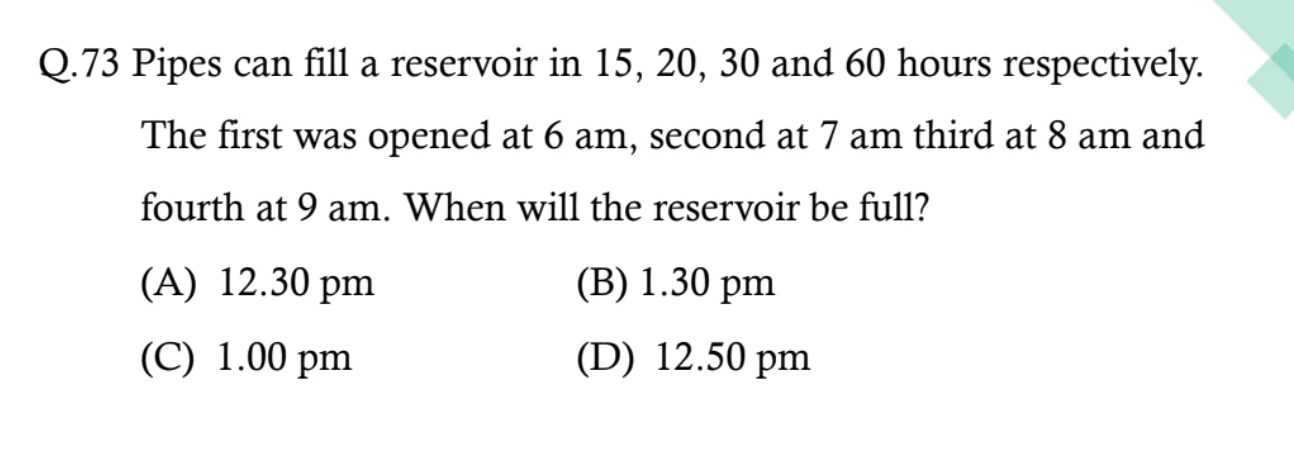 Q.73 Pipes can fill a reservoir in 15, 20, 30 and 60 hours respectively.
The first was opened at 6 am, second at 7 am third at 8 am and
fourth at 9 am. When will the reservoir be full?
(A) 12.30 pm (B) 1.30 pm
(C) 1.00 pm (D) 12.50 pm